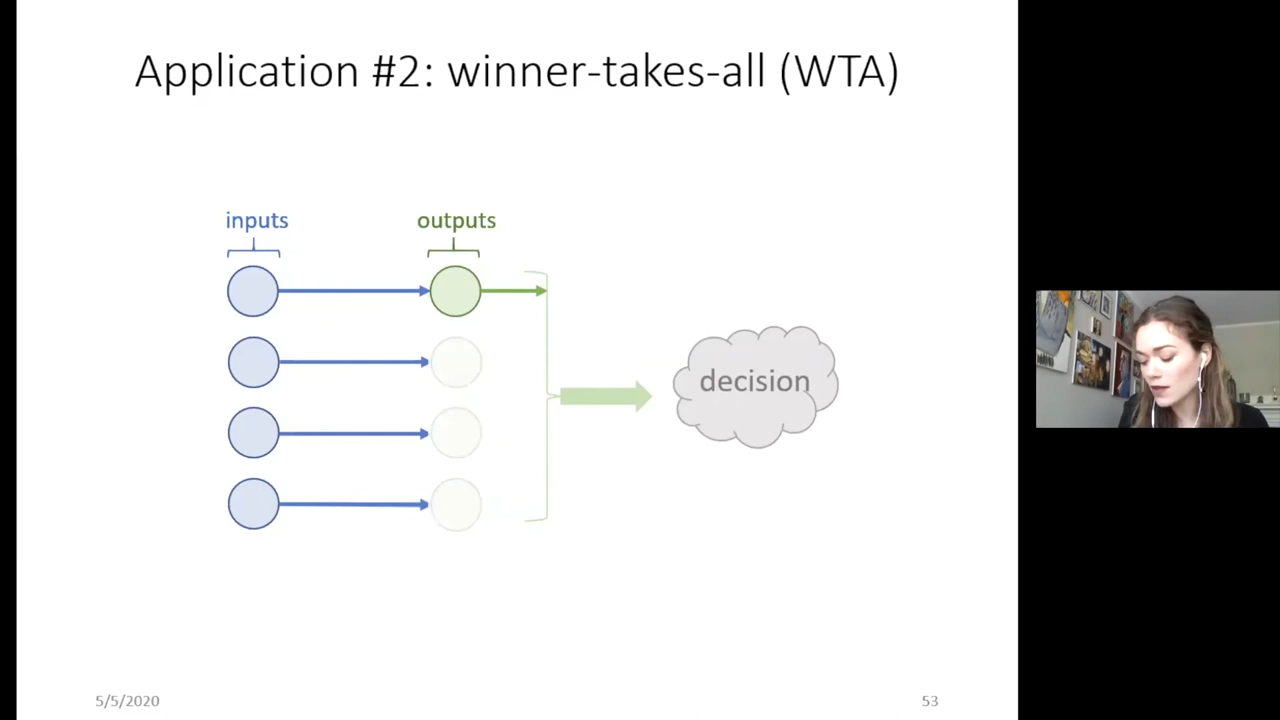 Application #2: winner-takes-all (WTA)
inputs
outputs
decision
5/5/2020
53